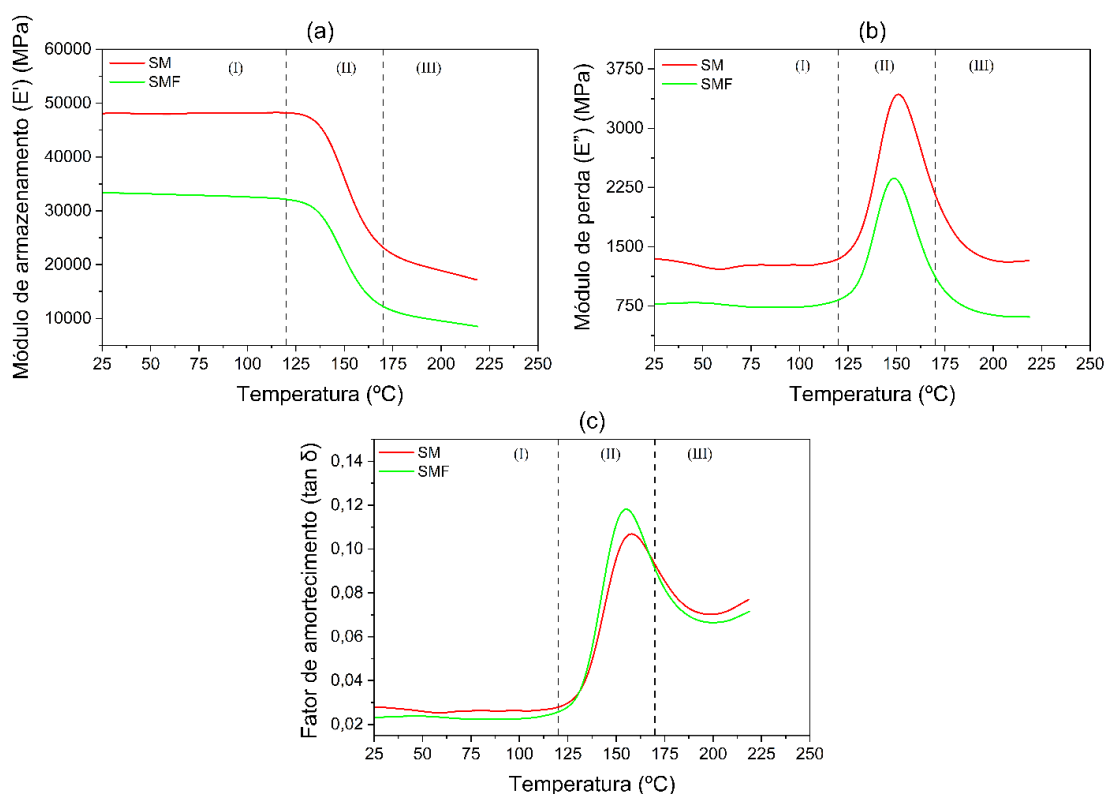 (a)
Módulo de armazenamento (E') (MPa)
60000
50000
40000
30000
20000
10000
SM
SMF
(I)
(II)
(III)
25 50 75 100 125 150 175 200 225 250
Temperatura (ºC)
(b)
Módulo de perda (E”) (MPa)
3750
3000
2250
1500
750
SM
SMF
(I)
(II)
(III)
25 50 75 100 125 150 175 200 225 250
Temperatura (ºC)
(c)
Fator de amortecimento (tan δ)
0,14
0,12
0,10
0,08
0,06
0,04
0,02
SM
SMF
(I)
(II)
(III)
25 50 75 100 125 150 175 200 225 250
Temperatura (ºC)